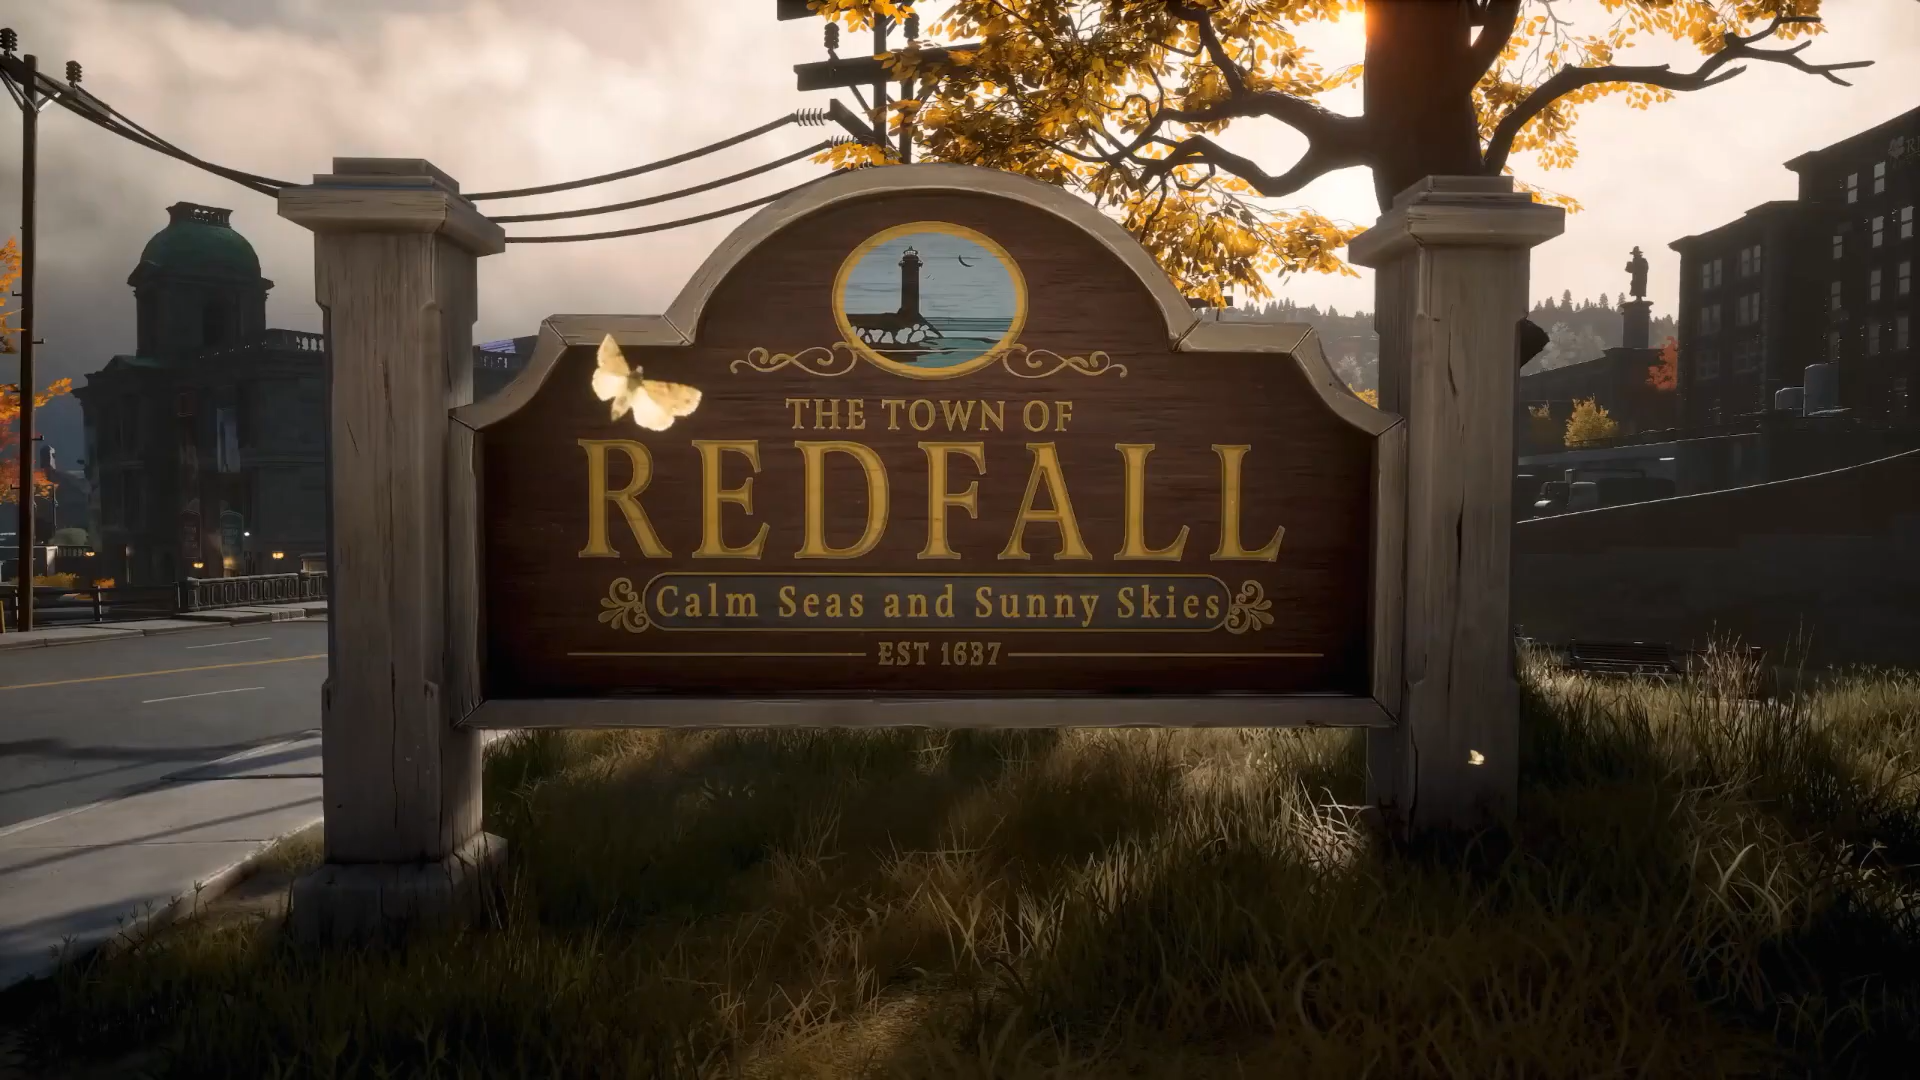 THE TOWN OF
REDFALL
Calm Seas and Sunny Skies
EST 1637